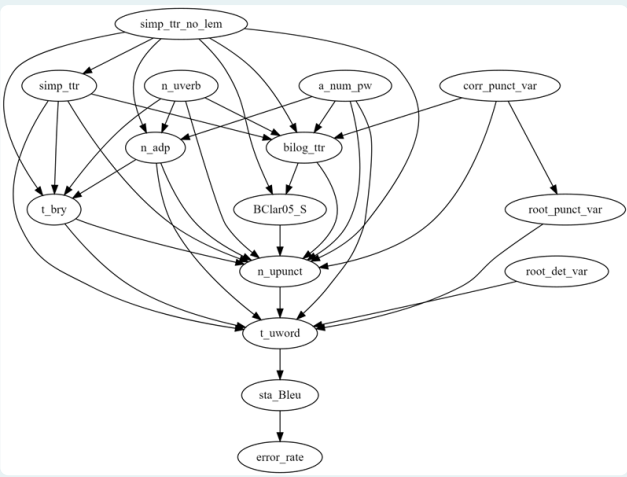 simp_ttr_no_lem
simp_ttr
n_uverb
a_num_pw
corr_punct_var
n_adp
bilog_ttr
t_bry
BClar05_S
root_punct_var
n_upunct
root_det_var
t_uword
sta_Bleu
error_rate